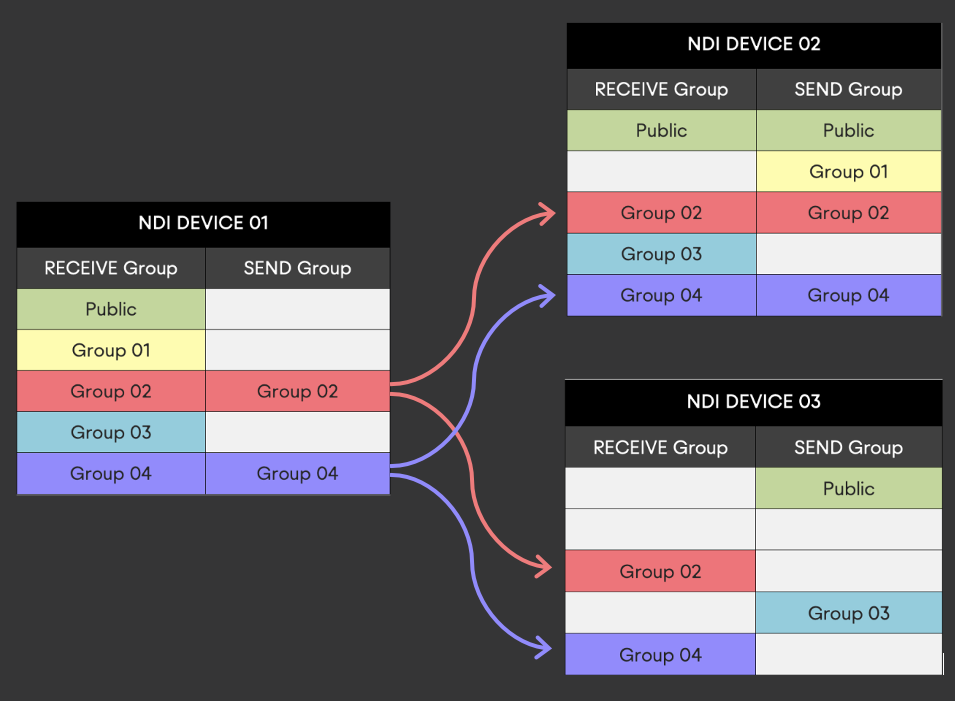 NDI DEVICE 01
RECEIVE Group SEND Group
Public
Group 01
Group 02 Group 02
Group 03
Group 04 Group 04
NDI DEVICE 02
RECEIVE Group SEND Group
Public Public
Group 01
Group 02 Group 02
Group 03
Group 04 Group 04
NDI DEVICE 03
RECEIVE Group SEND Group
Public
Group 02
Group 03
Group 04